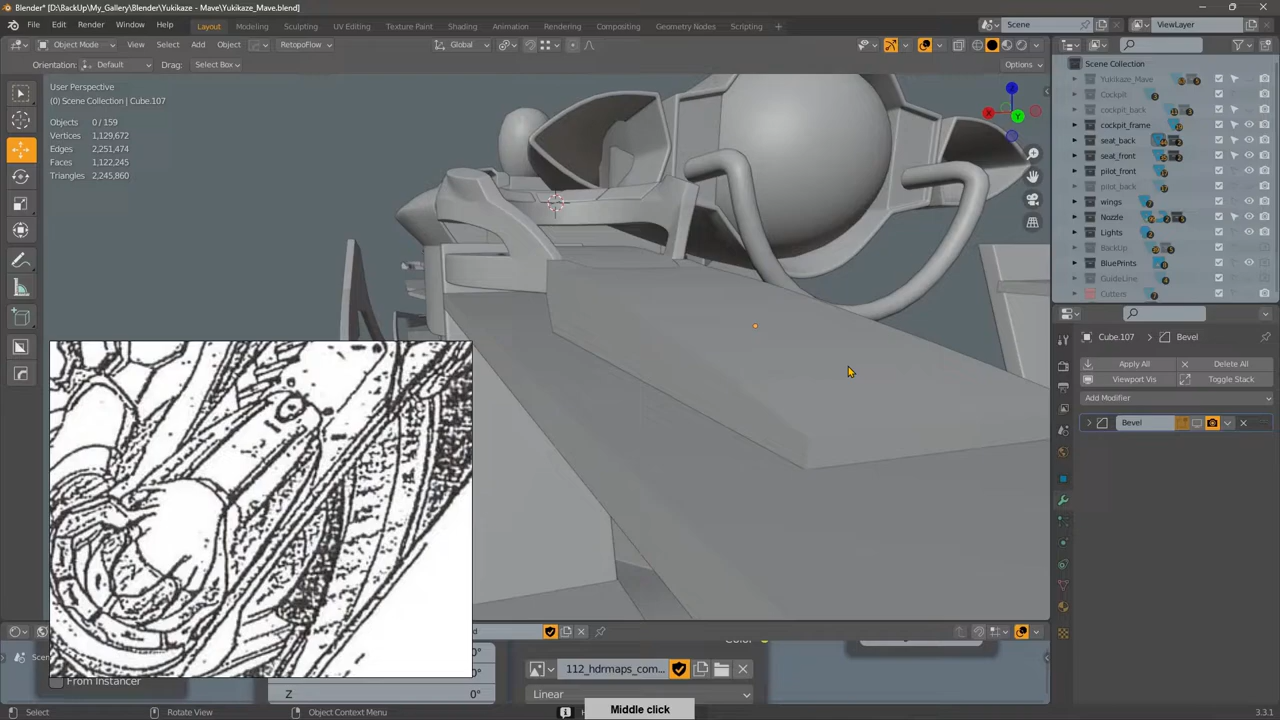 Blender* [D:\BackUp\My_Gallery\Blender\Yukikaze - Mave\Yukikaze_Mave.blend]
File Edit Render Window Help
Layout Modeling Sculpting UV Editing Texture Paint Shading Animation Rendering Compositing Geometry Nodes Scripting +
Scene
ViewLayer
Object Mode View Select Add Object RetopoFlow Global
Orientation: Default Drag: Select Box
Options
User Perspective
(0) Scene Collection | Cube.107
Objects 0 / 159
Vertices 1,129,672
Edges 2,251,474
Faces 1,122,245
Triangles 2,245,860
Z
X
Y
Scene Collection
Yukikaze_Mave
Cockpit
cockpit_back
cockpit_frame
seat_back
seat_front
pilot_front
pilot_back
wings
Nozzle
Lights
BackUp
BluePrints
GuideLine
Cutters
Cube.107 Bevel
Apply All Delete All
Viewport Vis Toggle Stack
Add Modifier
Bevel
Color
From Instancer
0°
0°
Z 0°
112_hdrmaps_com...
Linear
Middle click
Select Rotate View Object Context Menu
3.3.1